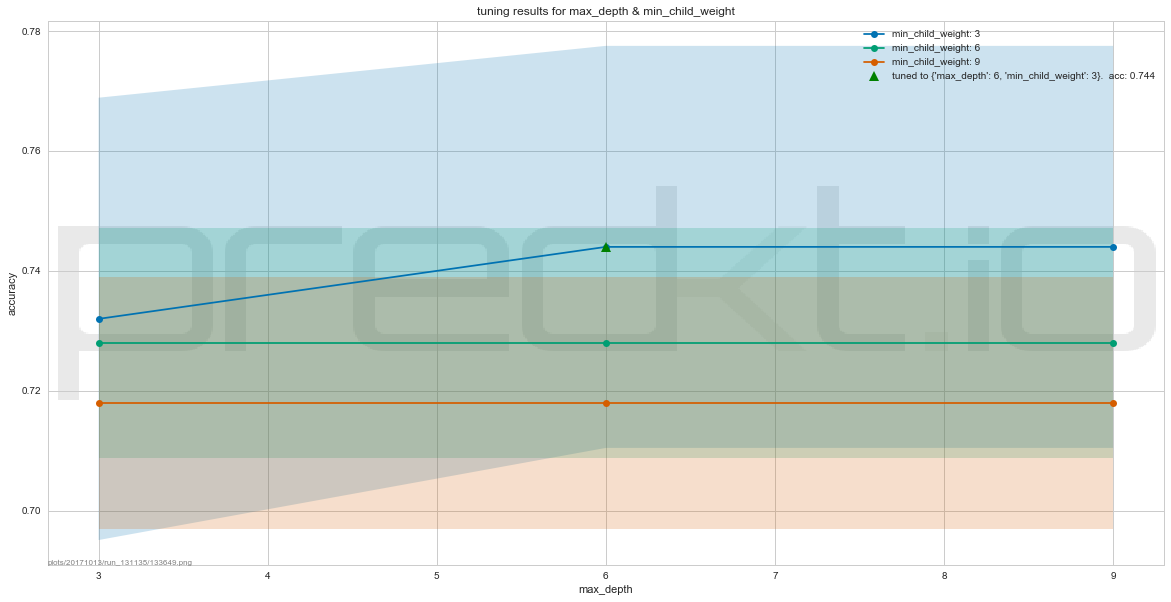 tuning results for max_depth & min_child_weight
min_child_weight: 3
min_child_weight: 6
min_child_weight: 9
tuned to {'max_depth': 6, 'min_child_weight': 3}.  acc: 0.744
0.78
0.76
0.74
0.72
0.70
accuracy
predkt.io
plots/20171013/run_131135/133649.png
3 4 5 6 7 8 9
max_depth